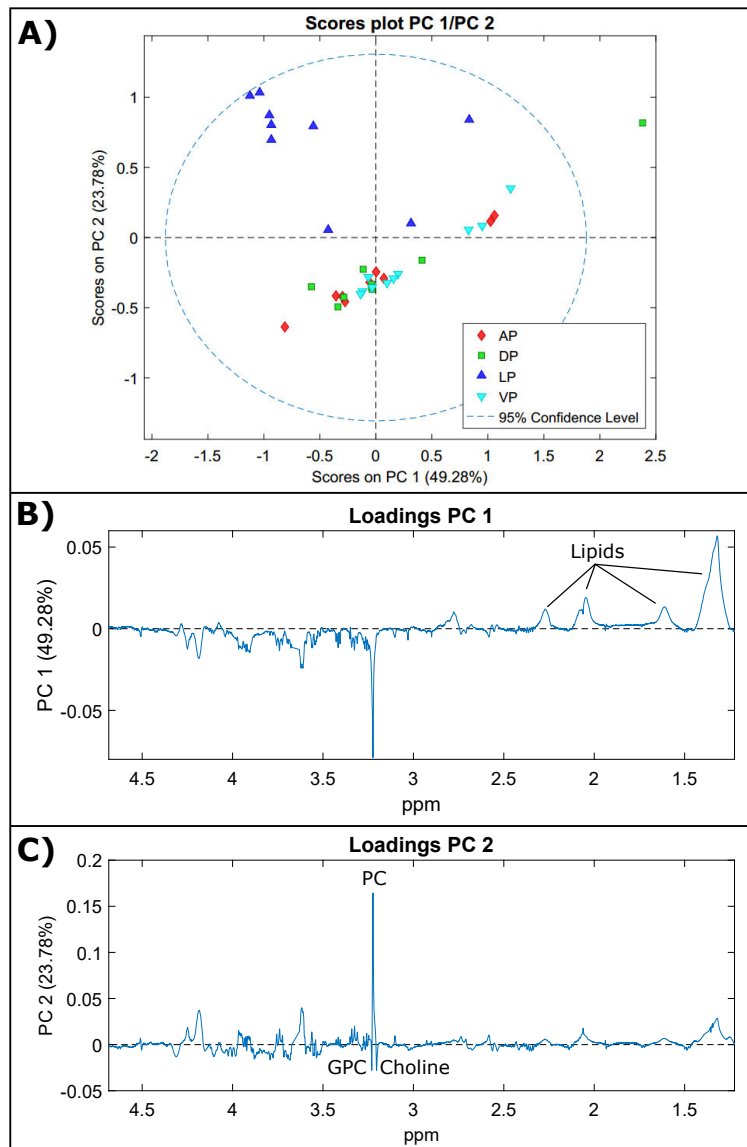 A)
Scores plot PC 1/PC 2
Scores on PC 2 (23.78%)
1
0.5
0
-0.5
-1
AP
DP
LP
VP
95% Confidence Level
-2 -1.5 -1 -0.5 0 0.5 1 1.5 2 2.5
Scores on PC 1 (49.28%)
B)
Loadings PC 1
PC 1 (49.28%)
0.05
0
-0.05
Lipids
4.5 4 3.5 3 2.5 2 1.5
ppm
C)
Loadings PC 2
PC 2 (23.78%)
0.2
0.15
0.1
0.05
0
-0.05
PC
GPC Choline
4.5 4 3.5 3 2.5 2 1.5
ppm